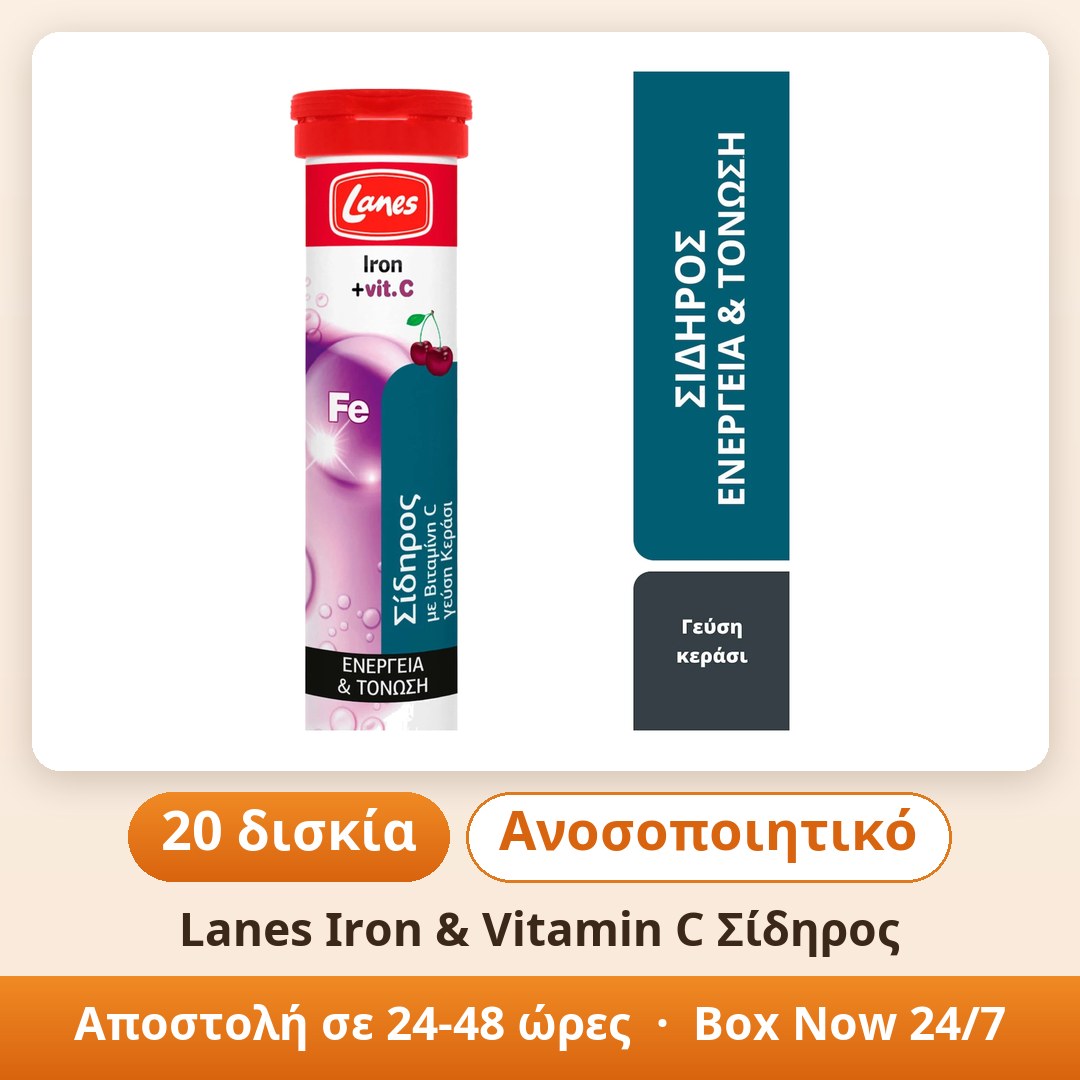 Lanes
Iron
+vit.C
Fe
Σίδηρος
με Βιταμίνη C
γεύση Κεράσι
ΕΝΕΡΓΕΙΑ
& ΤΟΝΩΣΗ
ΣΙΔΗΡΟΣ
ΕΝΕΡΓΕΙΑ & ΤΟΝΩΣΗ
Γεύση
κεράσι
20 δισκία
Ανοσοποιητικό
Lanes Iron & Vitamin C Σίδηρος
Αποστολή σε 24-48 ώρες · Box Now 24/7